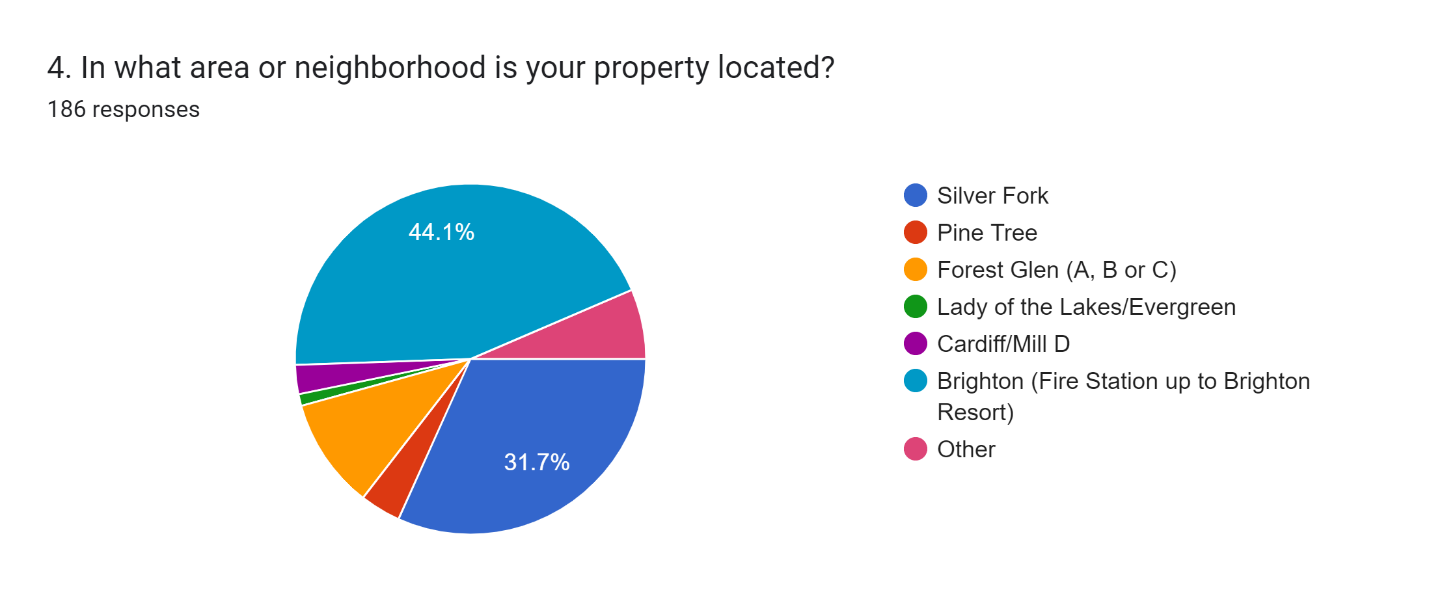 4. In what area or neighborhood is your property located?
186 responses
44.1%
31.7%
Silver Fork
Pine Tree
Forest Glen (A, B or C)
Lady of the Lakes/Evergreen
Cardiff/Mill D
Brighton (Fire Station up to Brighton
Resort)
Other